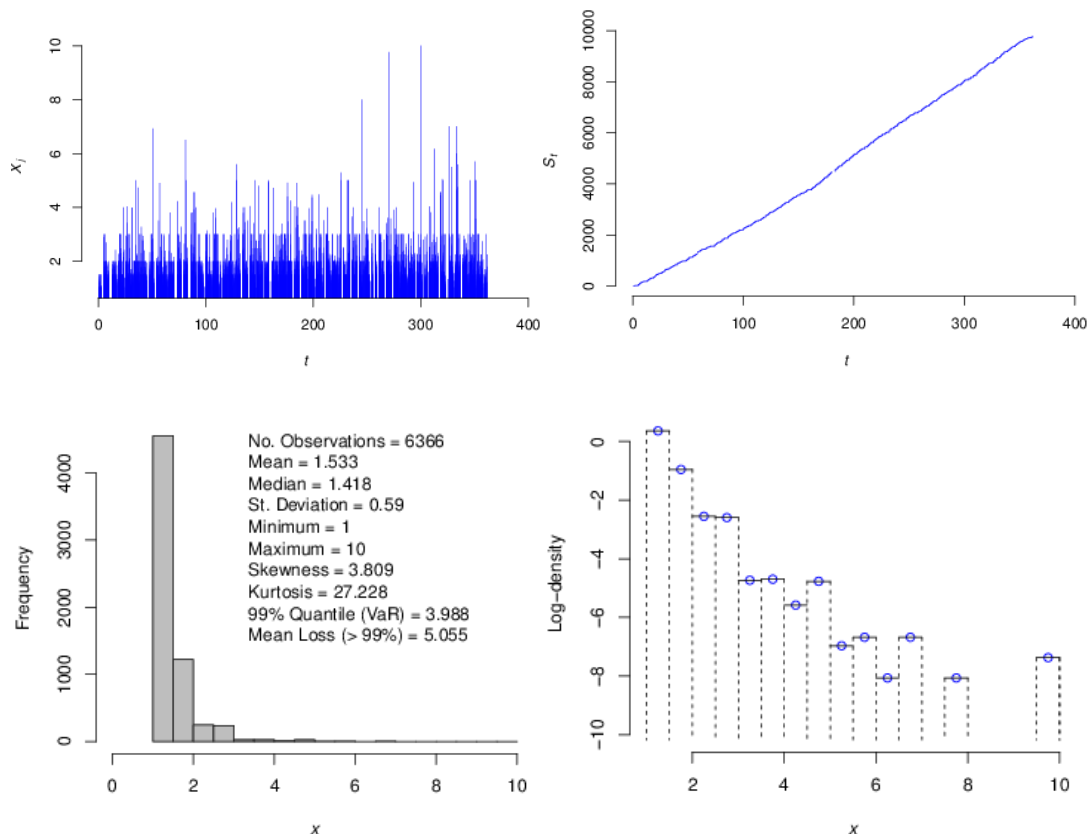 10
8
6
4
2
X_i
0 100 200 300 400
t
10000
8000
6000
4000
2000
0
S_t
0 100 200 300 400
t
No. Observations = 6366
Mean = 1.533
Median = 1.418
St. Deviation = 0.59
Minimum = 1
Maximum = 10
Skewness = 3.809
Kurtosis = 27.228
99% Quantile (VaR) = 3.988
Mean Loss (> 99%) = 5.055
4000
3000
2000
1000
0
Frequency
0 2 4 6 8 10
x
0
−2
−4
−6
−8
−10
Log−density
2 4 6 8 10
x